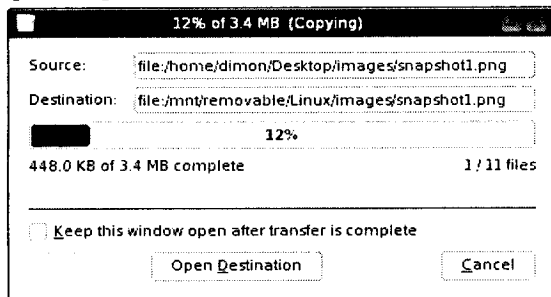 12% of 3.4 MB (Copying)
Source: file:/home/dimon/Desktop/images/snapshot1.png
Destination: file:/mnt/removable/Linux/images/snapshot1.png
12%
448.0 KB of 3.4 MB complete 1 / 11 files
Keep this window open after transfer is complete
Open Destination Cancel